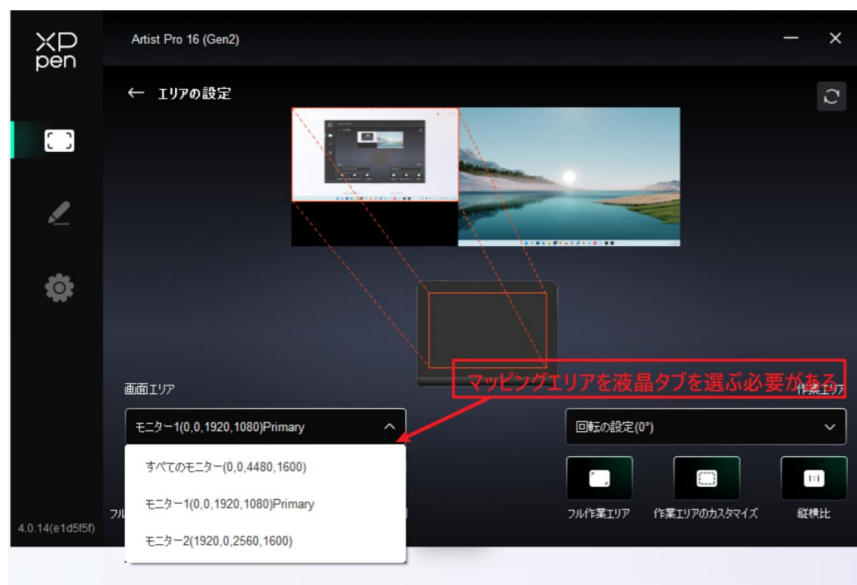 XP
pen
Artist Pro 16 (Gen2)
← エリアの設定
マッピングエリアを液晶タブを選ぶ必要がある
画面エリア
作業エリア
モニター1(0,0,1920,1080)Primary
回転の設定(0°)
すべてのモニター(0,0,4480,1600)
モニター1(0,0,1920,1080)Primary
モニター2(1920,0,2560,1600)
フル作業エリア
作業エリアのカスタマイズ
縦横比
4.0.14(e1d5f5f)